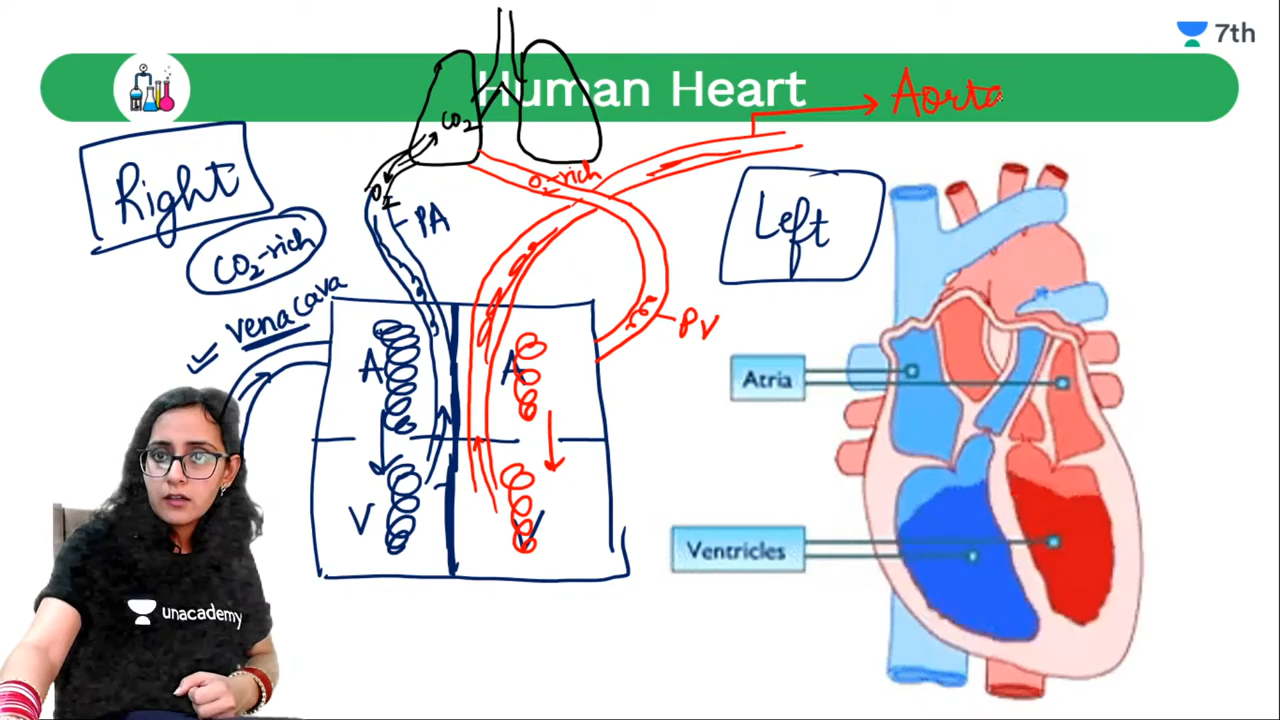 7th
Human Heart
Aorta
CO₂
O₂-rich
O₂
Right
PA
Left
CO₂-rich
vena cava
PV
A
A
Atria
V
V
Ventricles
unacademy